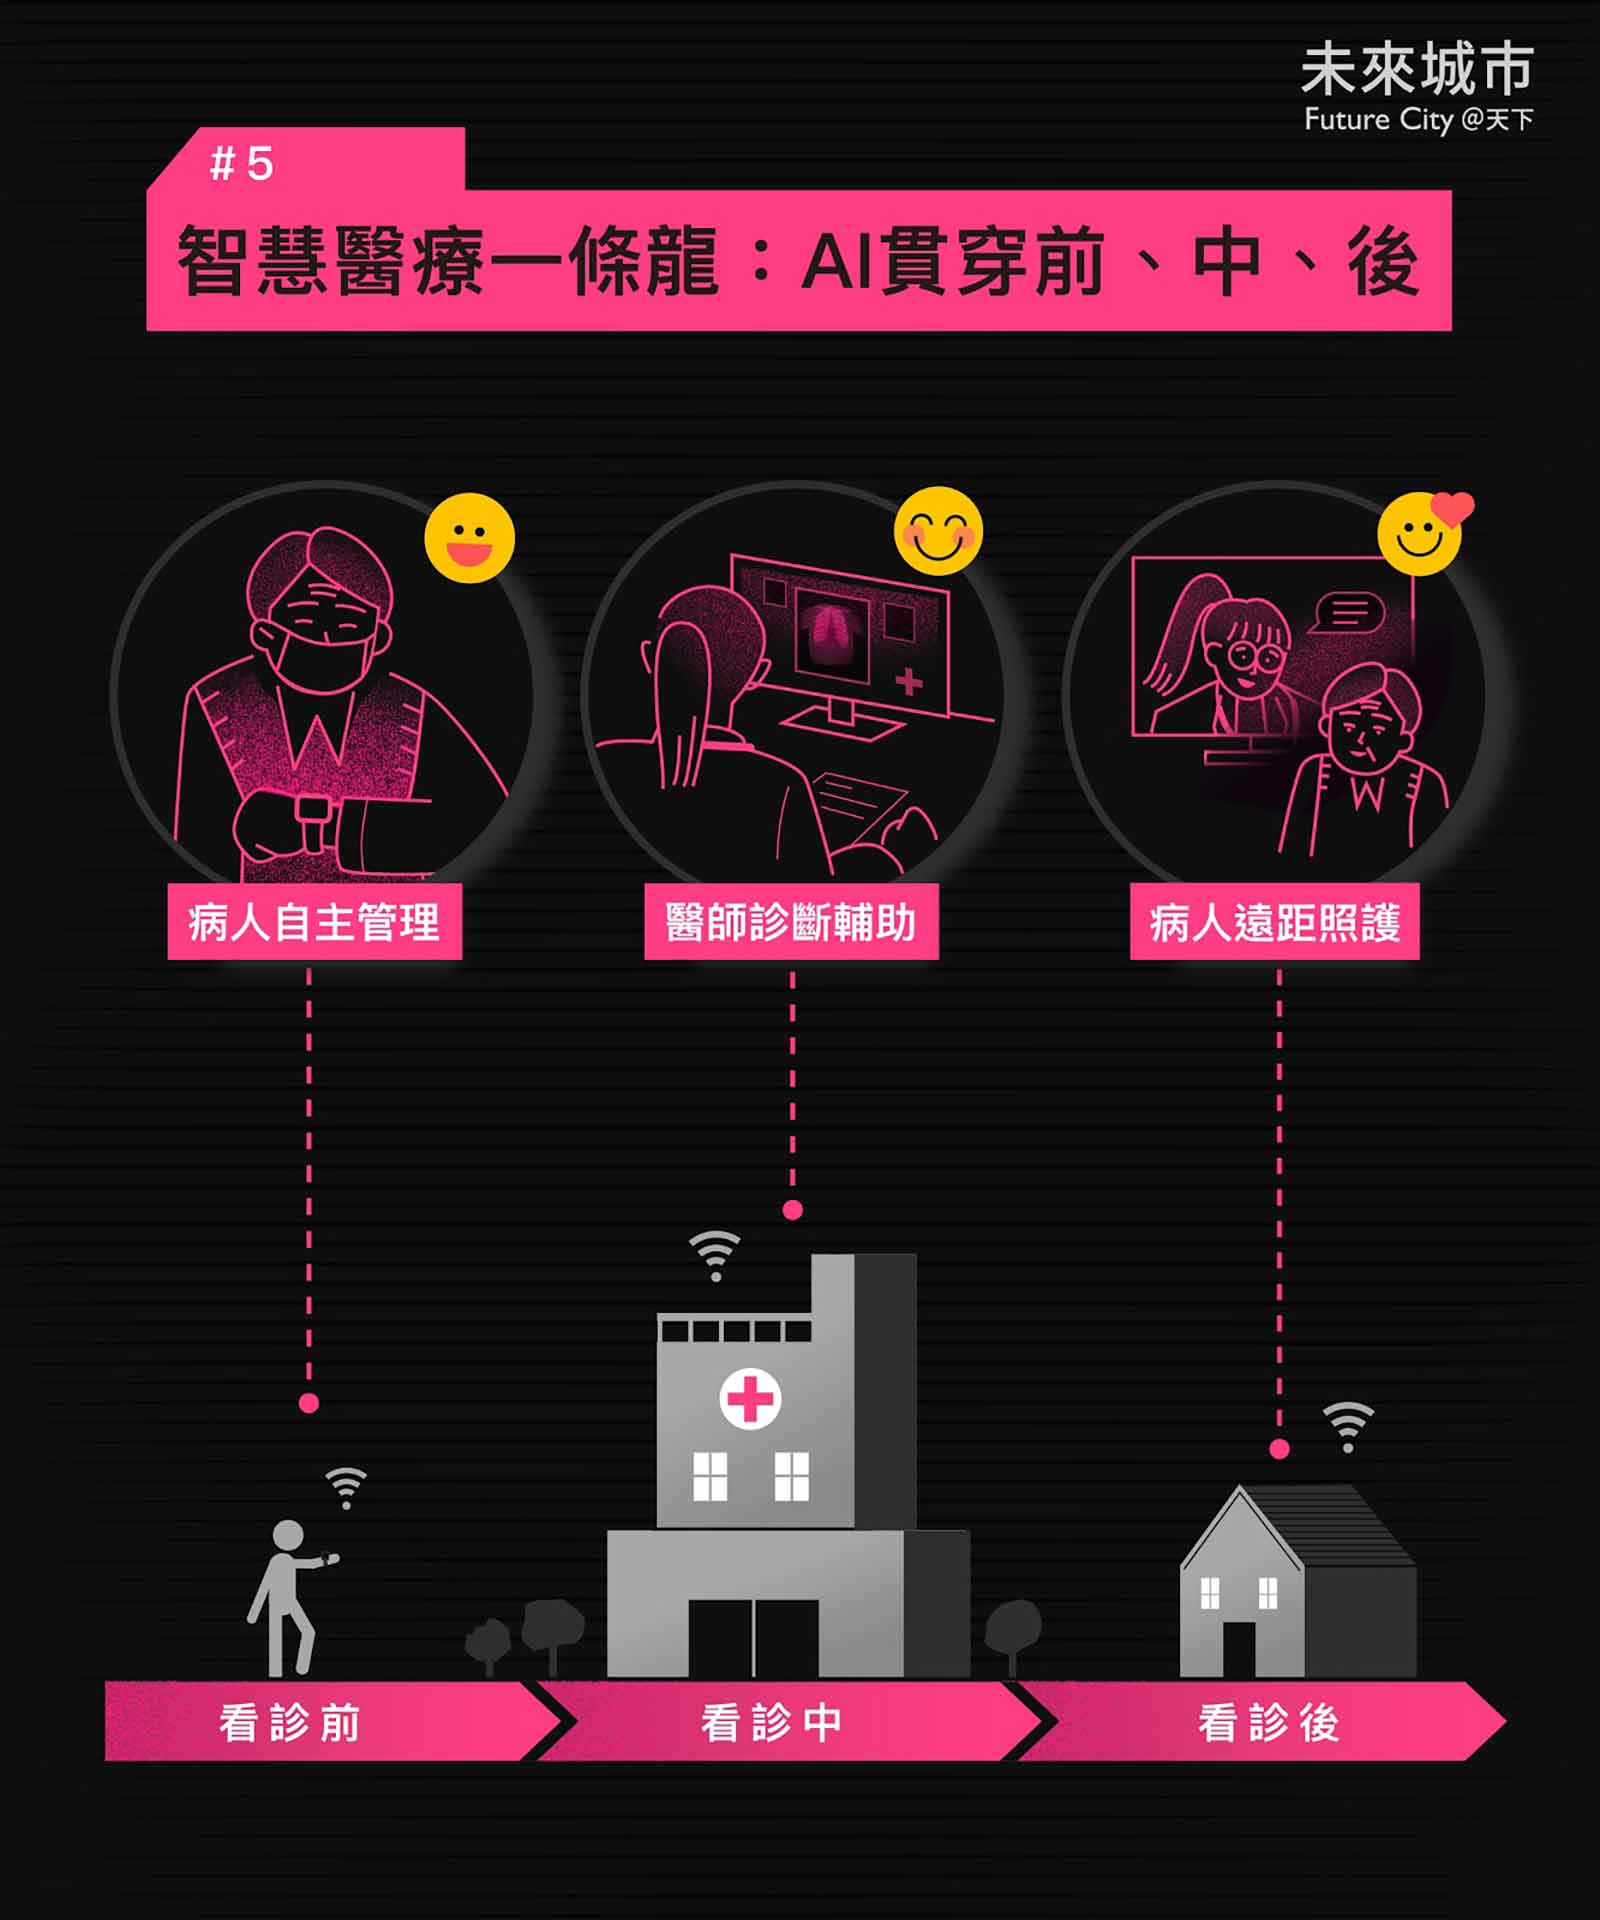 未來城市
Future City @天下
#5
智慧醫療一條龍：AI貫穿前、中、後
病人自主管理
醫師診斷輔助
病人遠距照護
看診前
看診中
看診後